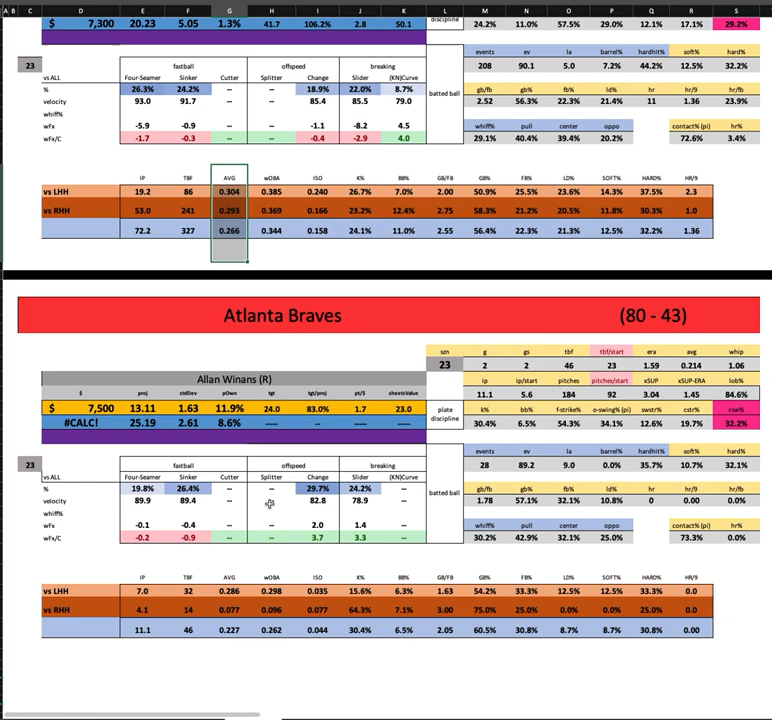 A B C D E F G H I J K L M N O P Q R S
$ 7,300 20.23 5.05 1.3% 41.7 106.2% 2.8 50.1 discipline 24.2% 11.0% 57.5% 29.0% 12.1% 17.1% 29.2%
events ev la barrel% hardhit% soft% hard%
23 fastball offspeed breaking 208 90.1 5.0 7.2% 44.2% 12.5% 32.2%
vs ALL Four-Seamer Sinker Cutter Splitter Change Slider (KN)Curve
% 26.3% 24.2% -- -- 18.9% 22.0% 8.7% batted ball gb/fb gb% fb% ld% hr hr/9 hr/fb
velocity 93.0 91.7 -- -- 85.4 85.5 79.0 2.52 56.3% 22.3% 21.4% 11 1.36 23.9%
whiff%
wFx -5.9 -0.9 -1.1 -8.2 4.5 whiff% pull center oppo contact% (pi) hr%
wFx/C -1.7 -0.3 -- -- -0.4 -2.9 4.0 29.1% 40.4% 39.4% 20.2% 72.6% 3.4%
IP TBF AVG wOBA ISO K% BB% GB/FB GB% FB% LD% SOFT% HARD% HR/9
vs LHH 19.2 86 0.304 0.385 0.240 26.7% 7.0% 2.00 50.9% 25.5% 23.6% 14.3% 37.5% 2.3
vs RHH 53.0 241 0.293 0.369 0.166 23.2% 12.4% 2.75 58.3% 21.2% 20.5% 11.8% 30.3% 1.0
72.2 327 0.266 0.344 0.158 24.1% 11.0% 2.55 56.4% 22.3% 21.3% 12.5% 32.2% 1.36
Atlanta Braves (80 - 43)
szn g gs tbf tbf/start era avg whip
23 2 2 46 23 1.59 0.214 1.06
Allan Winans (R) ip ip/start pitches pitches/start xSUP xSUP-ERA lob%
$ proj stdDev pOwn tgt tgt/proj pt/$ sheetsValue 11.1 5.6 184 92 3.04 1.45 84.6%
$ 7,500 13.11 1.63 11.9% 24.0 83.0% 1.7 23.0 plate discipline k% bb% f-strike% o-swing% (pi) swstr% cstr% csw%
#CALC! 25.19 2.61 8.6% ---- -- ---- ---- 30.4% 6.5% 54.3% 34.1% 12.6% 19.7% 32.2%
events ev la barrel% hardhit% soft% hard%
23 fastball offspeed breaking 28 89.2 9.0 0.0% 35.7% 10.7% 32.1%
vs ALL Four-Seamer Sinker Cutter Splitter Change Slider (KN)Curve
% 19.8% 26.4% -- -- 29.7% 24.2% -- batted ball gb/fb gb% fb% ld% hr hr/9 hr/fb
velocity 89.9 89.4 -- 82.8 78.9 -- 1.78 57.1% 32.1% 10.8% 0 0.00 0.0%
whiff%
wFx -0.1 -0.4 2.0 1.4 -- whiff% pull center oppo contact% (pi) hr%
wFx/C -0.2 -0.9 -- -- 3.7 3.3 -- 30.2% 42.9% 32.1% 25.0% 73.3% 0.0%
IP TBF AVG wOBA ISO K% BB% GB/FB GB% FB% LD% SOFT% HARD% HR/9
vs LHH 7.0 32 0.286 0.298 0.035 15.6% 6.3% 1.63 54.2% 33.3% 12.5% 12.5% 33.3% 0.0
vs RHH 4.1 14 0.077 0.096 0.077 64.3% 7.1% 3.00 75.0% 25.0% 0.0% 0.0% 25.0% 0.0
11.1 46 0.227 0.262 0.044 30.4% 6.5% 2.05 60.5% 30.8% 8.7% 8.7% 30.8% 0.00